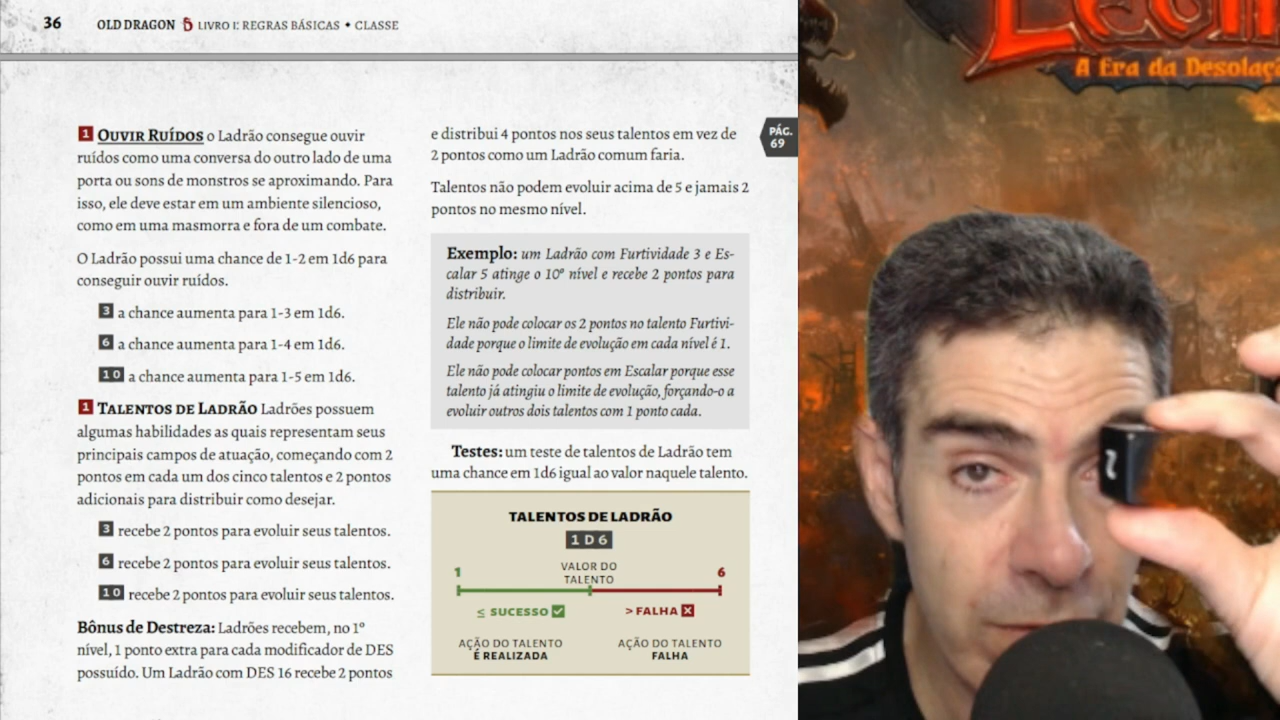 36 OLD DRAGON LIVRO I: REGRAS BÁSICAS • CLASSE
1 OUVIR RUÍDOS o Ladrão consegue ouvir
ruídos como uma conversa do outro lado de uma
porta ou sons de monstros se aproximando. Para
isso, ele deve estar em um ambiente silencioso,
como em uma masmorra e fora de um combate.
O Ladrão possui uma chance de 1-2 em 1d6 para
conseguir ouvir ruídos.
3 a chance aumenta para 1-3 em 1d6.
6 a chance aumenta para 1-4 em 1d6.
10 a chance aumenta para 1-5 em 1d6.
1 TALENTOS DE LADRÃO Ladrões possuem
algumas habilidades as quais representam seus
principais campos de atuação, começando com 2
pontos em cada um dos cinco talentos e 2 pontos
adicionais para distribuir como desejar.
3 recebe 2 pontos para evoluir seus talentos.
6 recebe 2 pontos para evoluir seus talentos.
10 recebe 2 pontos para evoluir seus talentos.
Bônus de Destreza: Ladrões recebem, no 1º
nível, 1 ponto extra para cada modificador de DES
possuído. Um Ladrão com DES 16 recebe 2 pontos
e distribui 4 pontos nos seus talentos em vez de
2 pontos como um Ladrão comum faria.
Talentos não podem evoluir acima de 5 e jamais 2
pontos no mesmo nível.
Exemplo: um Ladrão com Furtividade 3 e Es-
calar 5 atinge o 10º nível e recebe 2 pontos para
distribuir.
Ele não pode colocar os 2 pontos no talento Furtivi-
dade porque o limite de evolução em cada nível é 1.
Ele não pode colocar pontos em Escalar porque esse
talento já atingiu o limite de evolução, forçando-o a
evoluir outros dois talentos com 1 ponto cada.
Testes: um teste de talentos de Ladrão tem
uma chance em 1d6 igual ao valor naquele talento.
TALENTOS DE LADRÃO
1D6
1 VALOR DO 6
TALENTO
≤ SUCESSO > FALHA
AÇÃO DO TALENTO AÇÃO DO TALENTO
É REALIZADA FALHA
PÁG.
69
A Era da Desolaç
2